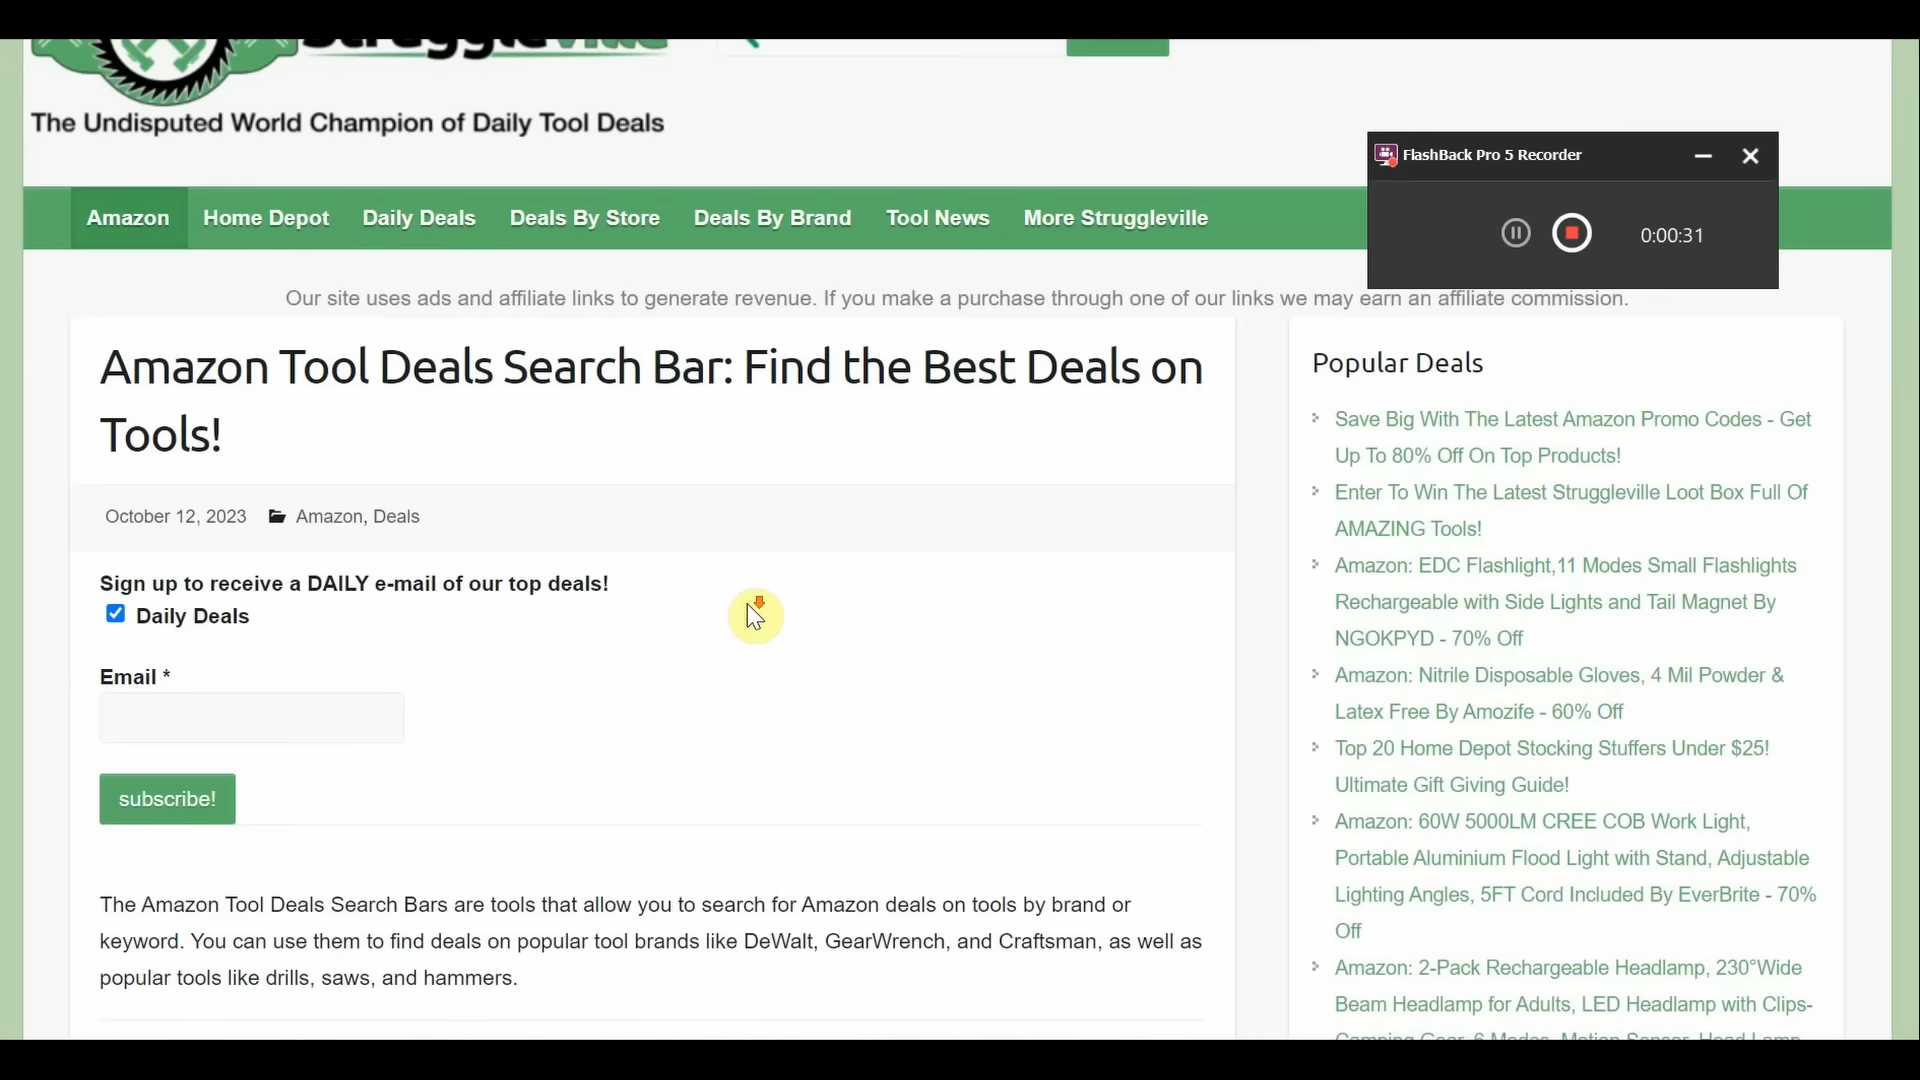 Struggleville
The Undisputed World Champion of Daily Tool Deals
FlashBack Pro 5 Recorder
0:00:31
Amazon Home Depot Daily Deals Deals By Store Deals By Brand Tool News More Struggleville
Our site uses ads and affiliate links to generate revenue. If you make a purchase through one of our links we may earn an affiliate commission.
Amazon Tool Deals Search Bar: Find the Best Deals on
Tools!
October 12, 2023 Amazon, Deals
Sign up to receive a DAILY e-mail of our top deals!
Daily Deals
Email *
subscribe!
The Amazon Tool Deals Search Bars are tools that allow you to search for Amazon deals on tools by brand or
keyword. You can use them to find deals on popular tool brands like DeWalt, GearWrench, and Craftsman, as well as
popular tools like drills, saws, and hammers.
Popular Deals
Save Big With The Latest Amazon Promo Codes - Get
Up To 80% Off On Top Products!
Enter To Win The Latest Struggleville Loot Box Full Of
AMAZING Tools!
Amazon: EDC Flashlight,11 Modes Small Flashlights
Rechargeable with Side Lights and Tail Magnet By
NGOKPYD - 70% Off
Amazon: Nitrile Disposable Gloves, 4 Mil Powder &
Latex Free By Amozife - 60% Off
Top 20 Home Depot Stocking Stuffers Under $25!
Ultimate Gift Giving Guide!
Amazon: 60W 5000LM CREE COB Work Light,
Portable Aluminium Flood Light with Stand, Adjustable
Lighting Angles, 5FT Cord Included By EverBrite - 70%
Off
Amazon: 2-Pack Rechargeable Headlamp, 230°Wide
Beam Headlamp for Adults, LED Headlamp with Clips-
Camping Gear, 6 Modes, Motion Sensor, Head Lamp